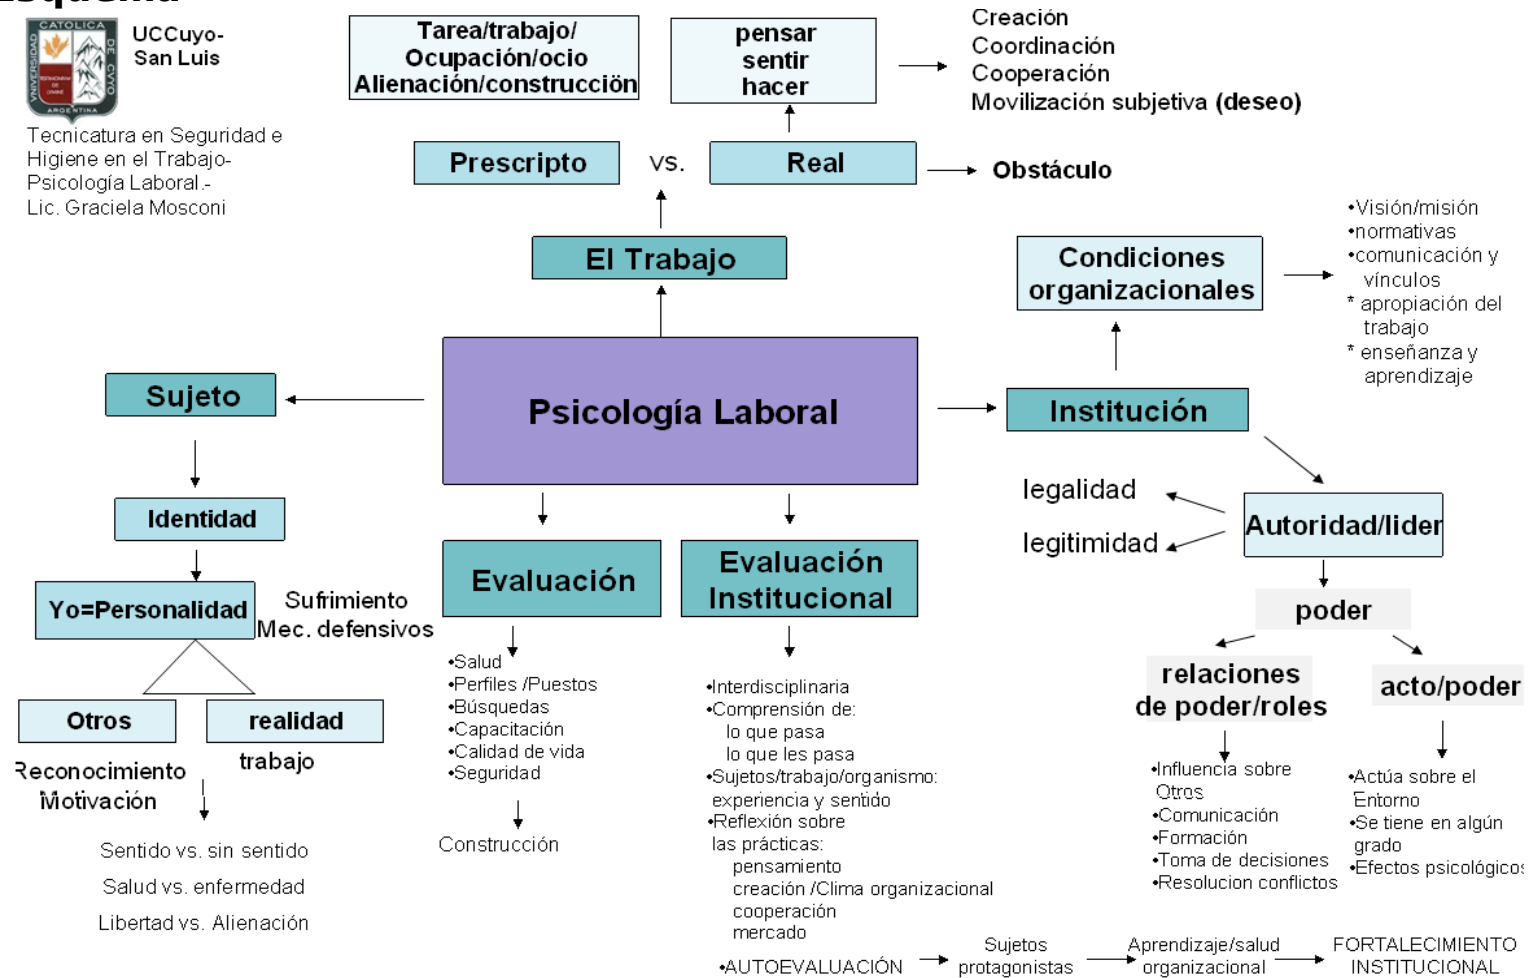 Esquema
CATOLICA
UNIVERSIDAD
DE CUYO
ARGENTINA
UCCuyo-
San Luis
Tecnicatura en Seguridad e
Higiene en el Trabajo-
Psicología Laboral.-
Lic. Graciela Mosconi
Tarea/trabajo/
Ocupación/ocio
Alienación/construcciön
pensar
sentir
hacer
Creación
Coordinación
Cooperación
Movilización subjetiva (deseo)
Prescripto
vs.
Real
Obstáculo
El Trabajo
Condiciones
organizacionales
•Visión/misión
•normativas
•comunicación y
vínculos
* apropiación del
trabajo
* enseñanza y
aprendizaje
Sujeto
Psicología Laboral
Institución
legalidad
legitimidad
Autoridad/lider
Identidad
Yo=Personalidad
Sufrimiento
Mec. defensivos
Otros
realidad
Reconocimiento
Motivación
trabajo
Sentido vs. sin sentido
Salud vs. enfermedad
Libertad vs. Alienación
Evaluación
•Salud
•Perfiles /Puestos
•Búsquedas
•Capacitación
•Calidad de vida
•Seguridad
Construcción
Evaluación
Institucional
•Interdisciplinaria
•Comprensión de:
lo que pasa
lo que les pasa
•Sujetos/trabajo/organismo:
experiencia y sentido
•Reflexión sobre
las prácticas:
pensamiento
creación /Clima organizacional
cooperación
mercado
•AUTOEVALUACIÓN
Sujetos
protagonistas
Aprendizaje/salud
organizacional
FORTALECIMIENTO
INSTITUCIONAL
poder
relaciones
de poder/roles
acto/poder
•Influencia sobre
Otros
•Comunicación
•Formación
•Toma de decisiones
•Resolucion conflictos
•Actúa sobre el
Entorno
•Se tiene en algún
grado
•Efectos psicológicos